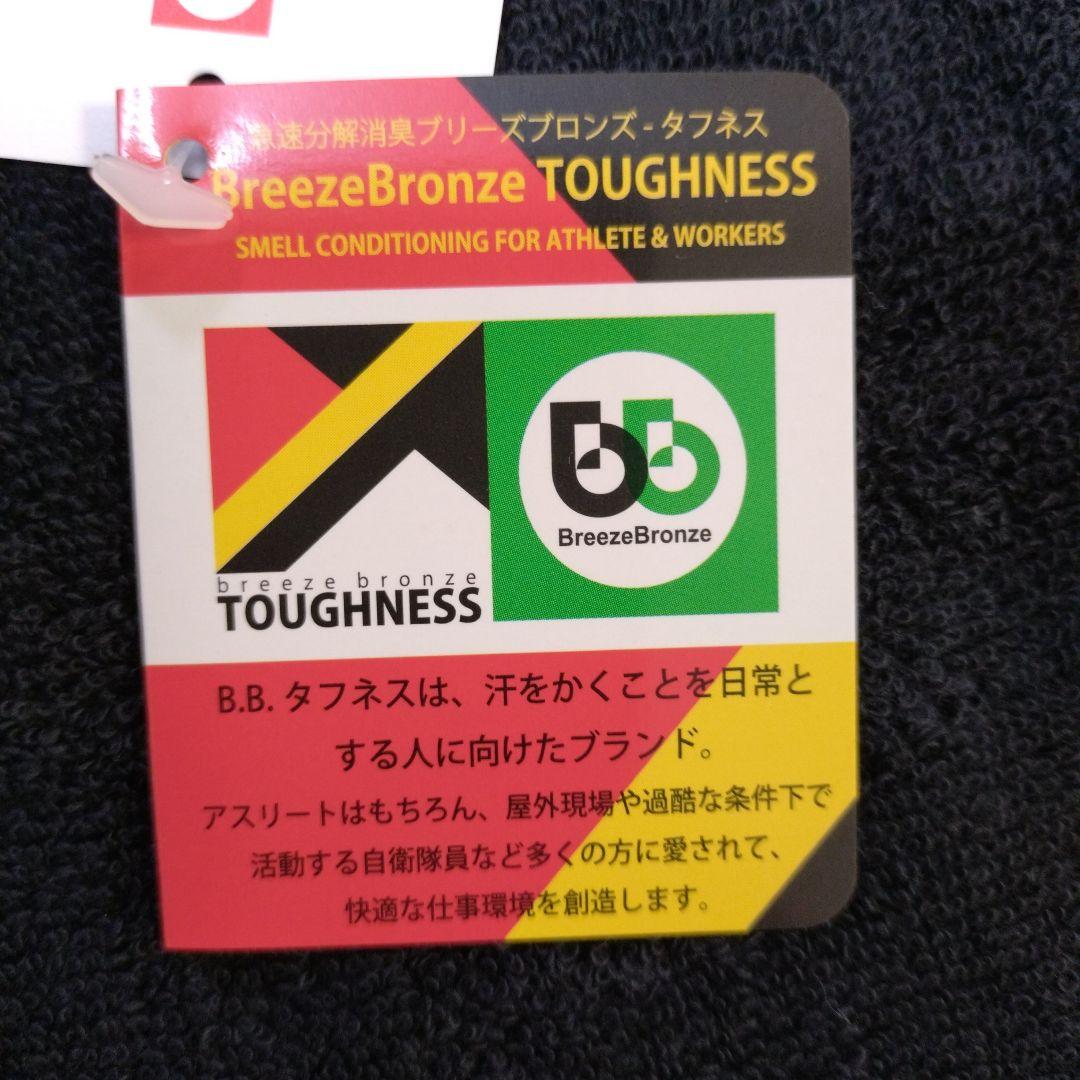 急速分解消臭ブリーズブロンズ-タフネス
BreezeBronze TOUGHNESS
SMELL CONDITIONING FOR ATHLETE & WORKERS
breeze bronze
TOUGHNESS
bb
BreezeBronze
B.B. タフネスは、汗をかくことを日常と
する人に向けたブランド。
アスリートはもちろん、屋外現場や過酷な条件下で
活動する自衛隊員など多くの方に愛されて、
快適な仕事環境を創造します。